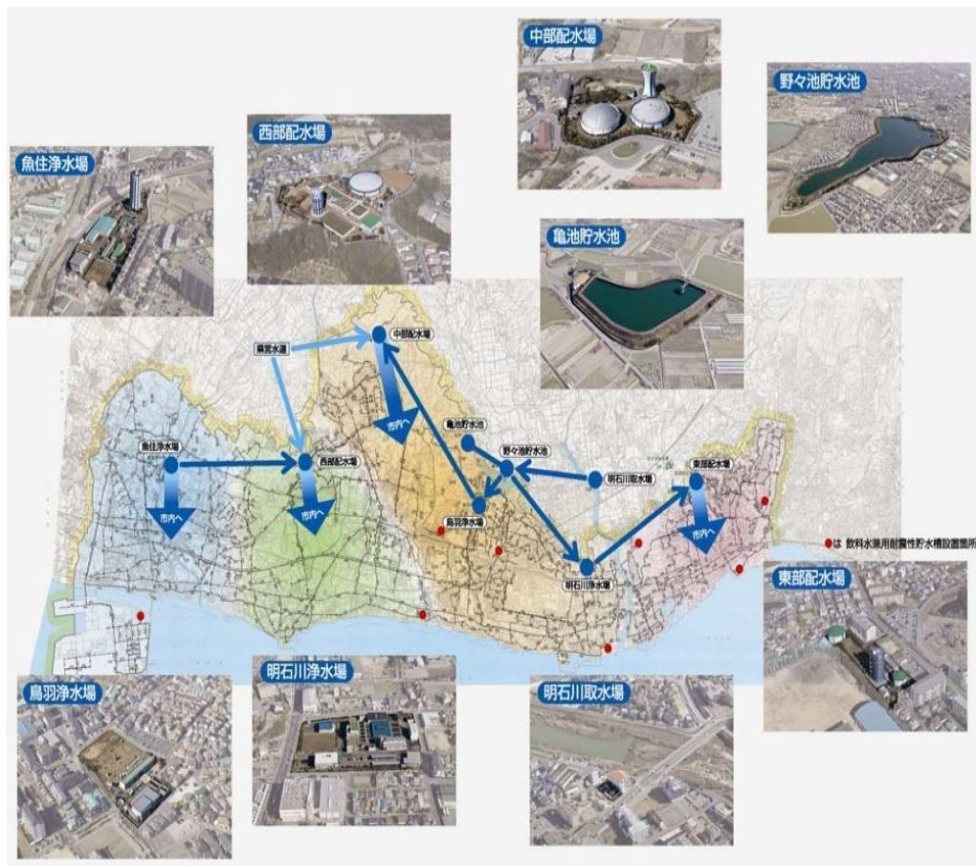 中部配水場
野々池貯水池
西部配水場
魚住浄水場
亀池貯水池
中部配水場
県営水道
市内へ
亀池貯水池
魚住浄水場
野々池貯水池
西部配水場
東部配水場
明石川取水場
市内へ
市内へ
鳥羽浄水場
市内へ
は 飲料水兼用耐震性貯水槽設置箇所
明石川浄水場
東部配水場
鳥羽浄水場
明石川浄水場
明石川取水場